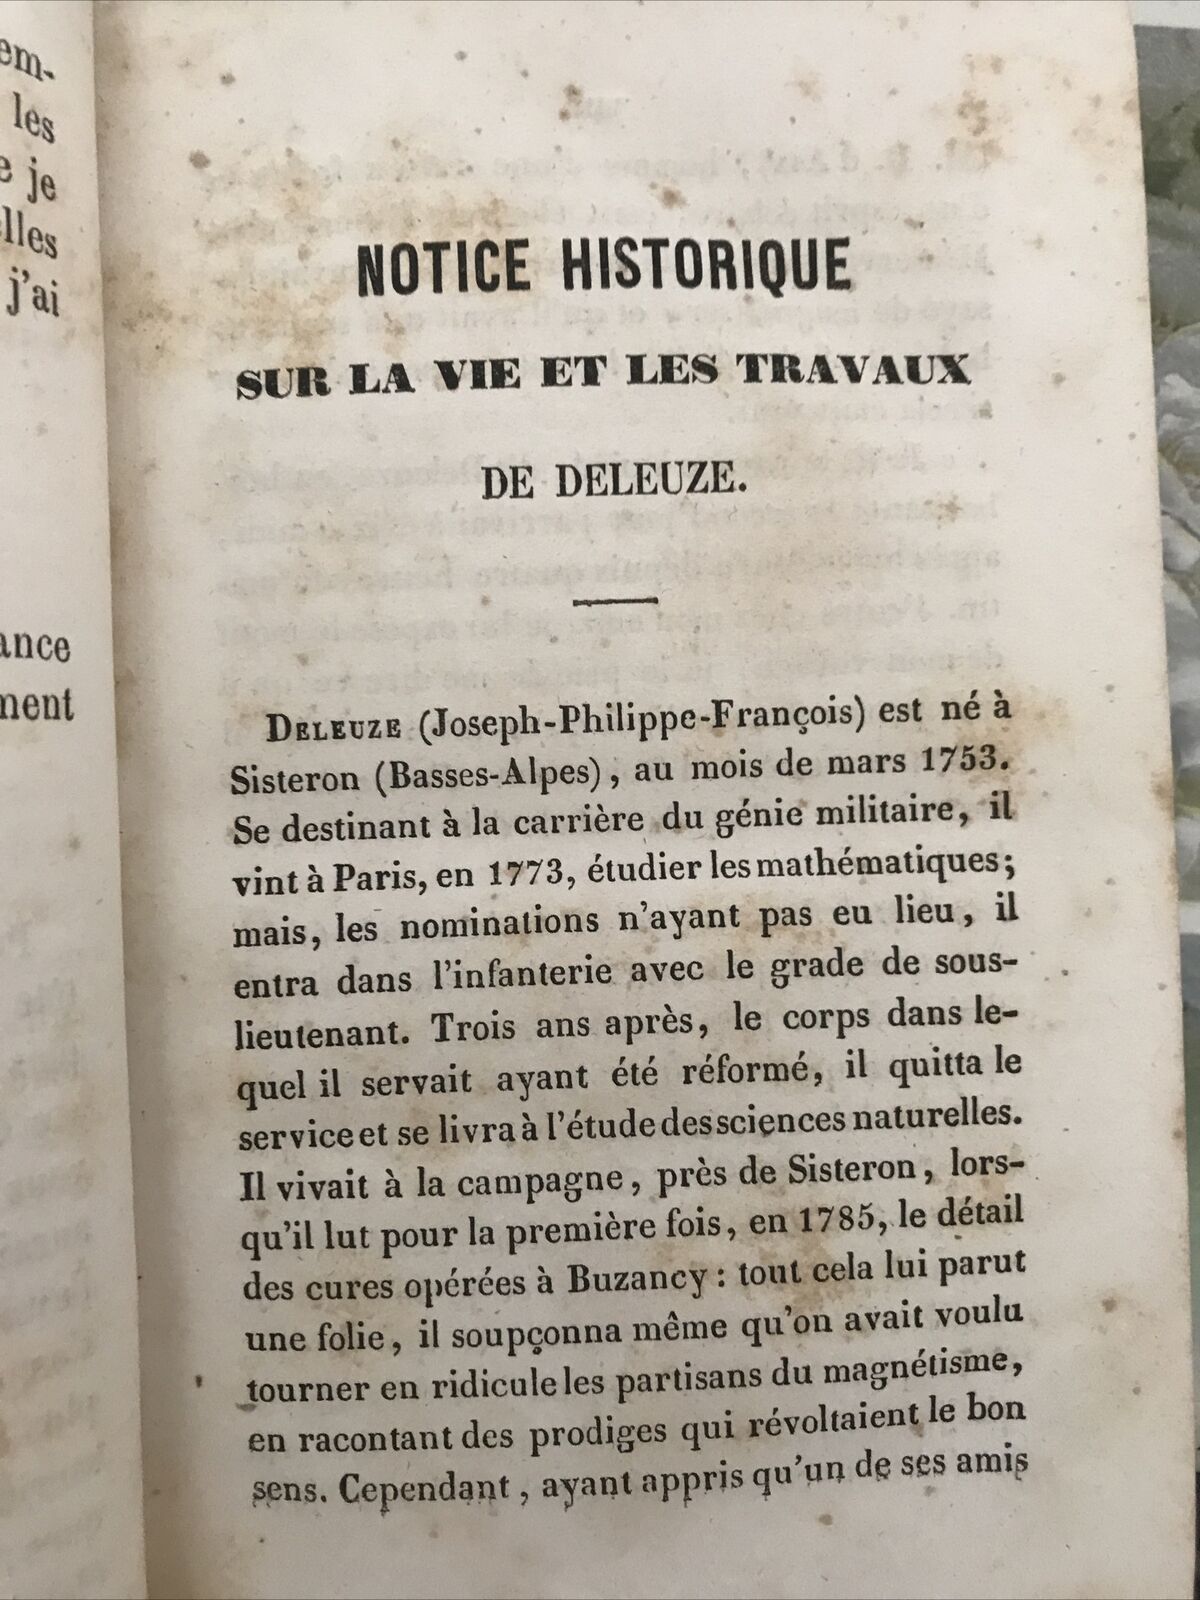 em-
les
je
elles
j'ai
ance
ment
NOTICE HISTORIQUE
SUR LA VIE ET LES TRAVAUX
DE DELEUZE.
DELEUZE (Joseph-Philippe-François) est né à
Sisteron (Basses-Alpes), au mois de mars 1753.
Se destinant à la carrière du génie militaire, il
vint à Paris, en 1773, étudier les mathématiques;
mais, les nominations n'ayant pas eu lieu, il
entra dans l'infanterie avec le grade de sous-
lieutenant. Trois ans après, le corps dans le-
quel il servait ayant été réformé, il quitta le
service et se livra à l'étude des sciences naturelles.
Il vivait à la campagne, près de Sisteron, lors-
qu'il lut pour la première fois, en 1785, le détail
des cures opérées à Buzancy : tout cela lui parut
une folie, il soupçonna même qu'on avait voulu
tourner en ridicule les partisans du magnétisme,
en racontant des prodiges qui révoltaient le bon
sens. Cependant, ayant appris qu'un de ses amis